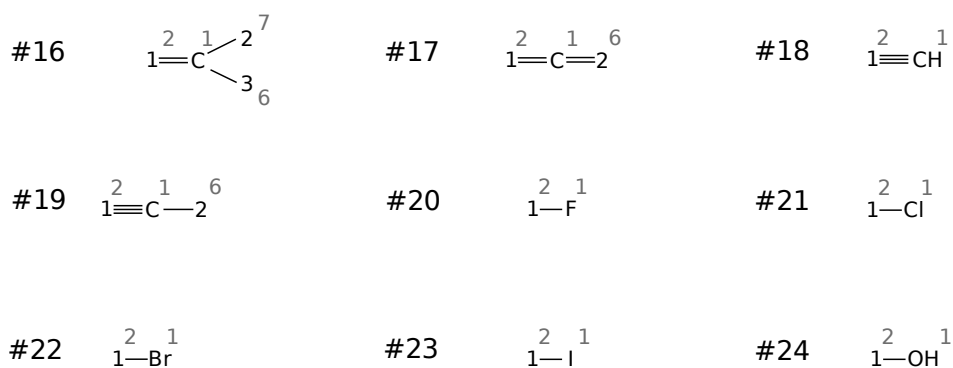 2 1 7
#16 1=C 2
3 6
2 1 6
#17 1=C=2
2 1
#18 1≡CH
2 1 6
#19 1≡C—2
2 1
#20 1—F
2 1
#21 1—Cl
2 1
#22 1—Br
2 1
#23 1—I
2 1
#24 1—OH